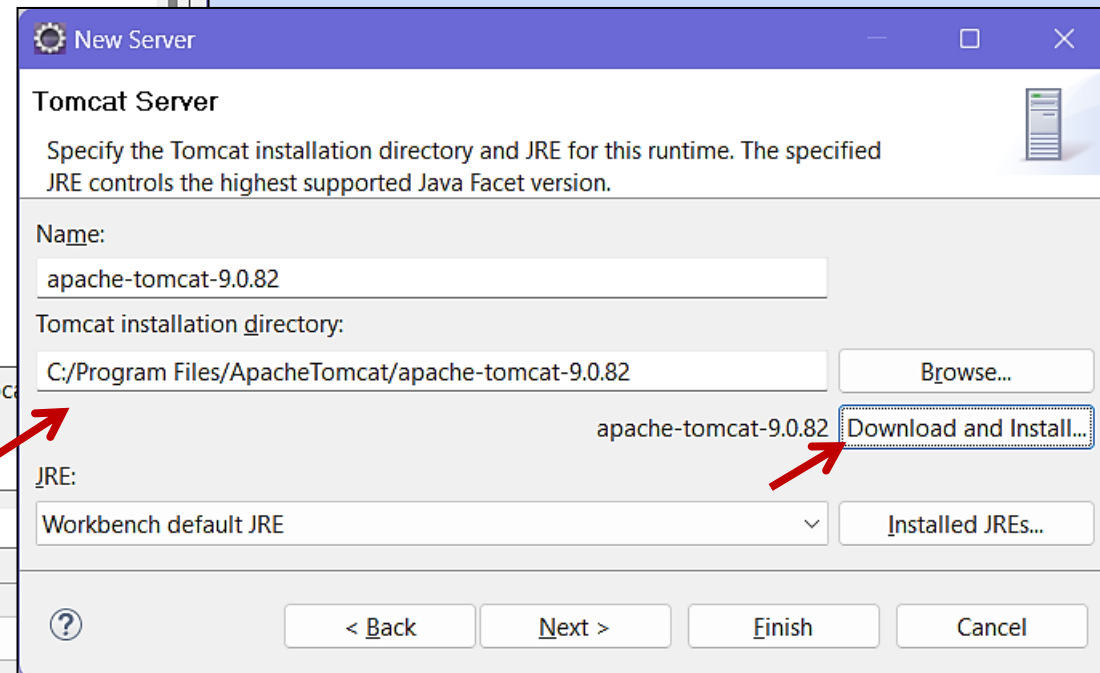 New Server
Tomcat Server
Specify the Tomcat installation directory and JRE for this runtime. The specified
JRE controls the highest supported Java Facet version.
Name:
apache-tomcat-9.0.82
Tomcat installation directory:
C:/Program Files/ApacheTomcat/apache-tomcat-9.0.82
Browse...
apache-tomcat-9.0.82
Download and Install...
JRE:
Workbench default JRE
Installed JREs...
< Back
Next >
Finish
Cancel